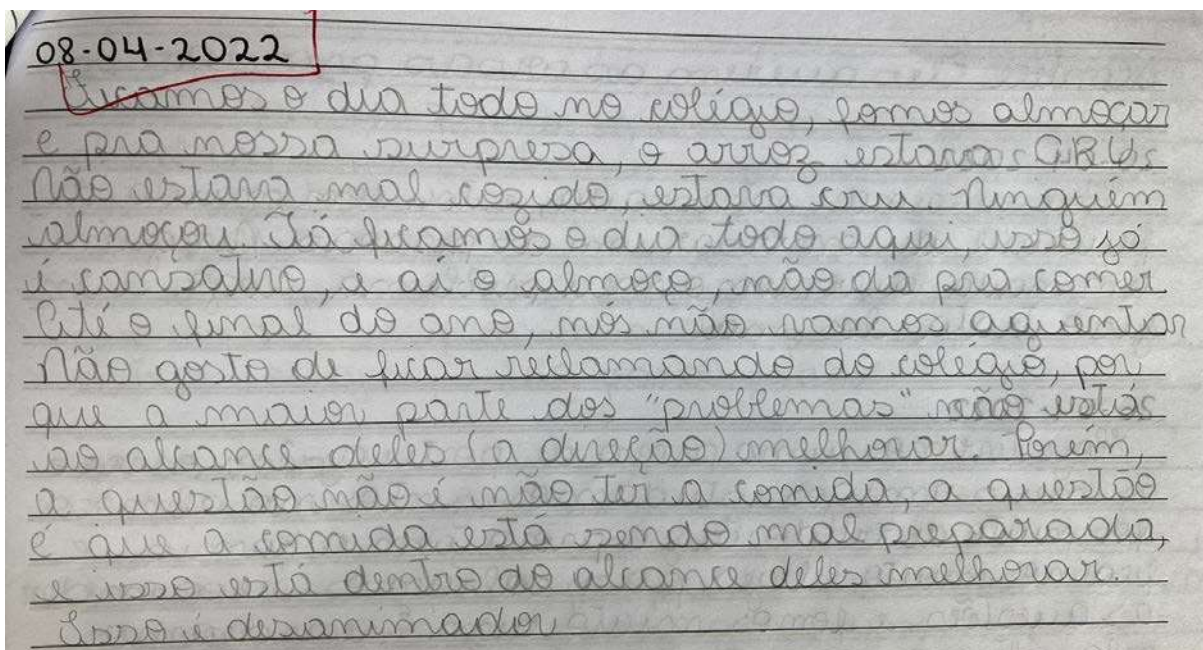 08-04-2022
Ficamos o dia todo no colégio, fomos almoçar
e pra nossa surpresa, o arroz estava CRU.
Não estava mal cozido, estava cru. Ninguém
almoçou. Já ficamos o dia todo aqui, isso já
é cansativo, e aí o almoço, não da pra comer.
Até o final do ano, nós não vamos aguentar
Não gosto de ficar reclamando do colégio, por
que a maior parte dos "problemas" não está
ao alcance deles (a direção) melhorar. Porém,
a questão não é não ter a comida, a questão
é que a comida está sendo mal preparada,
e isso está dentro do alcance deles melhorar.
Isso é desanimador